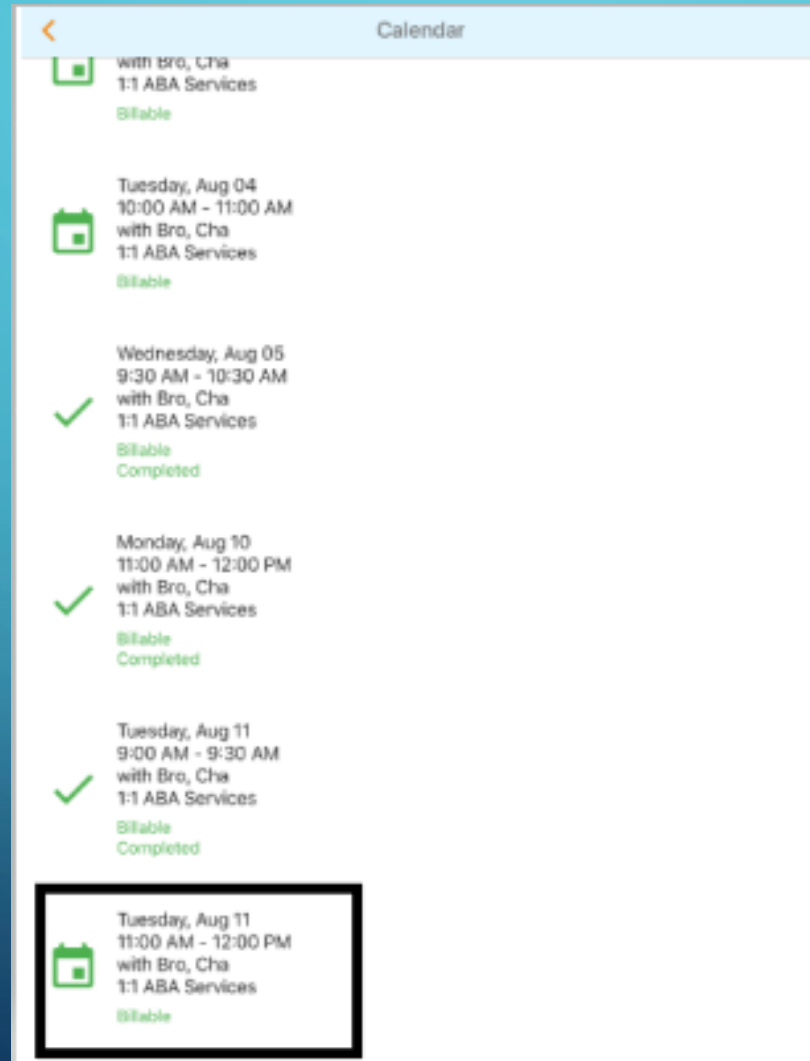 Calendar
with Bro, Cha
1:1 ABA Services
Billable
Tuesday, Aug 04
10:00 AM - 11:00 AM
with Bro, Cha
1:1 ABA Services
Billable
Wednesday, Aug 05
9:30 AM - 10:30 AM
with Bro, Cha
1:1 ABA Services
Billable
Completed
Monday, Aug 10
11:00 AM - 12:00 PM
with Bro, Cha
1:1 ABA Services
Billable
Completed
Tuesday, Aug 11
9:00 AM - 9:30 AM
with Bro, Cha
1:1 ABA Services
Billable
Completed
Tuesday, Aug 11
11:00 AM - 12:00 PM
with Bro, Cha
1:1 ABA Services
Billable